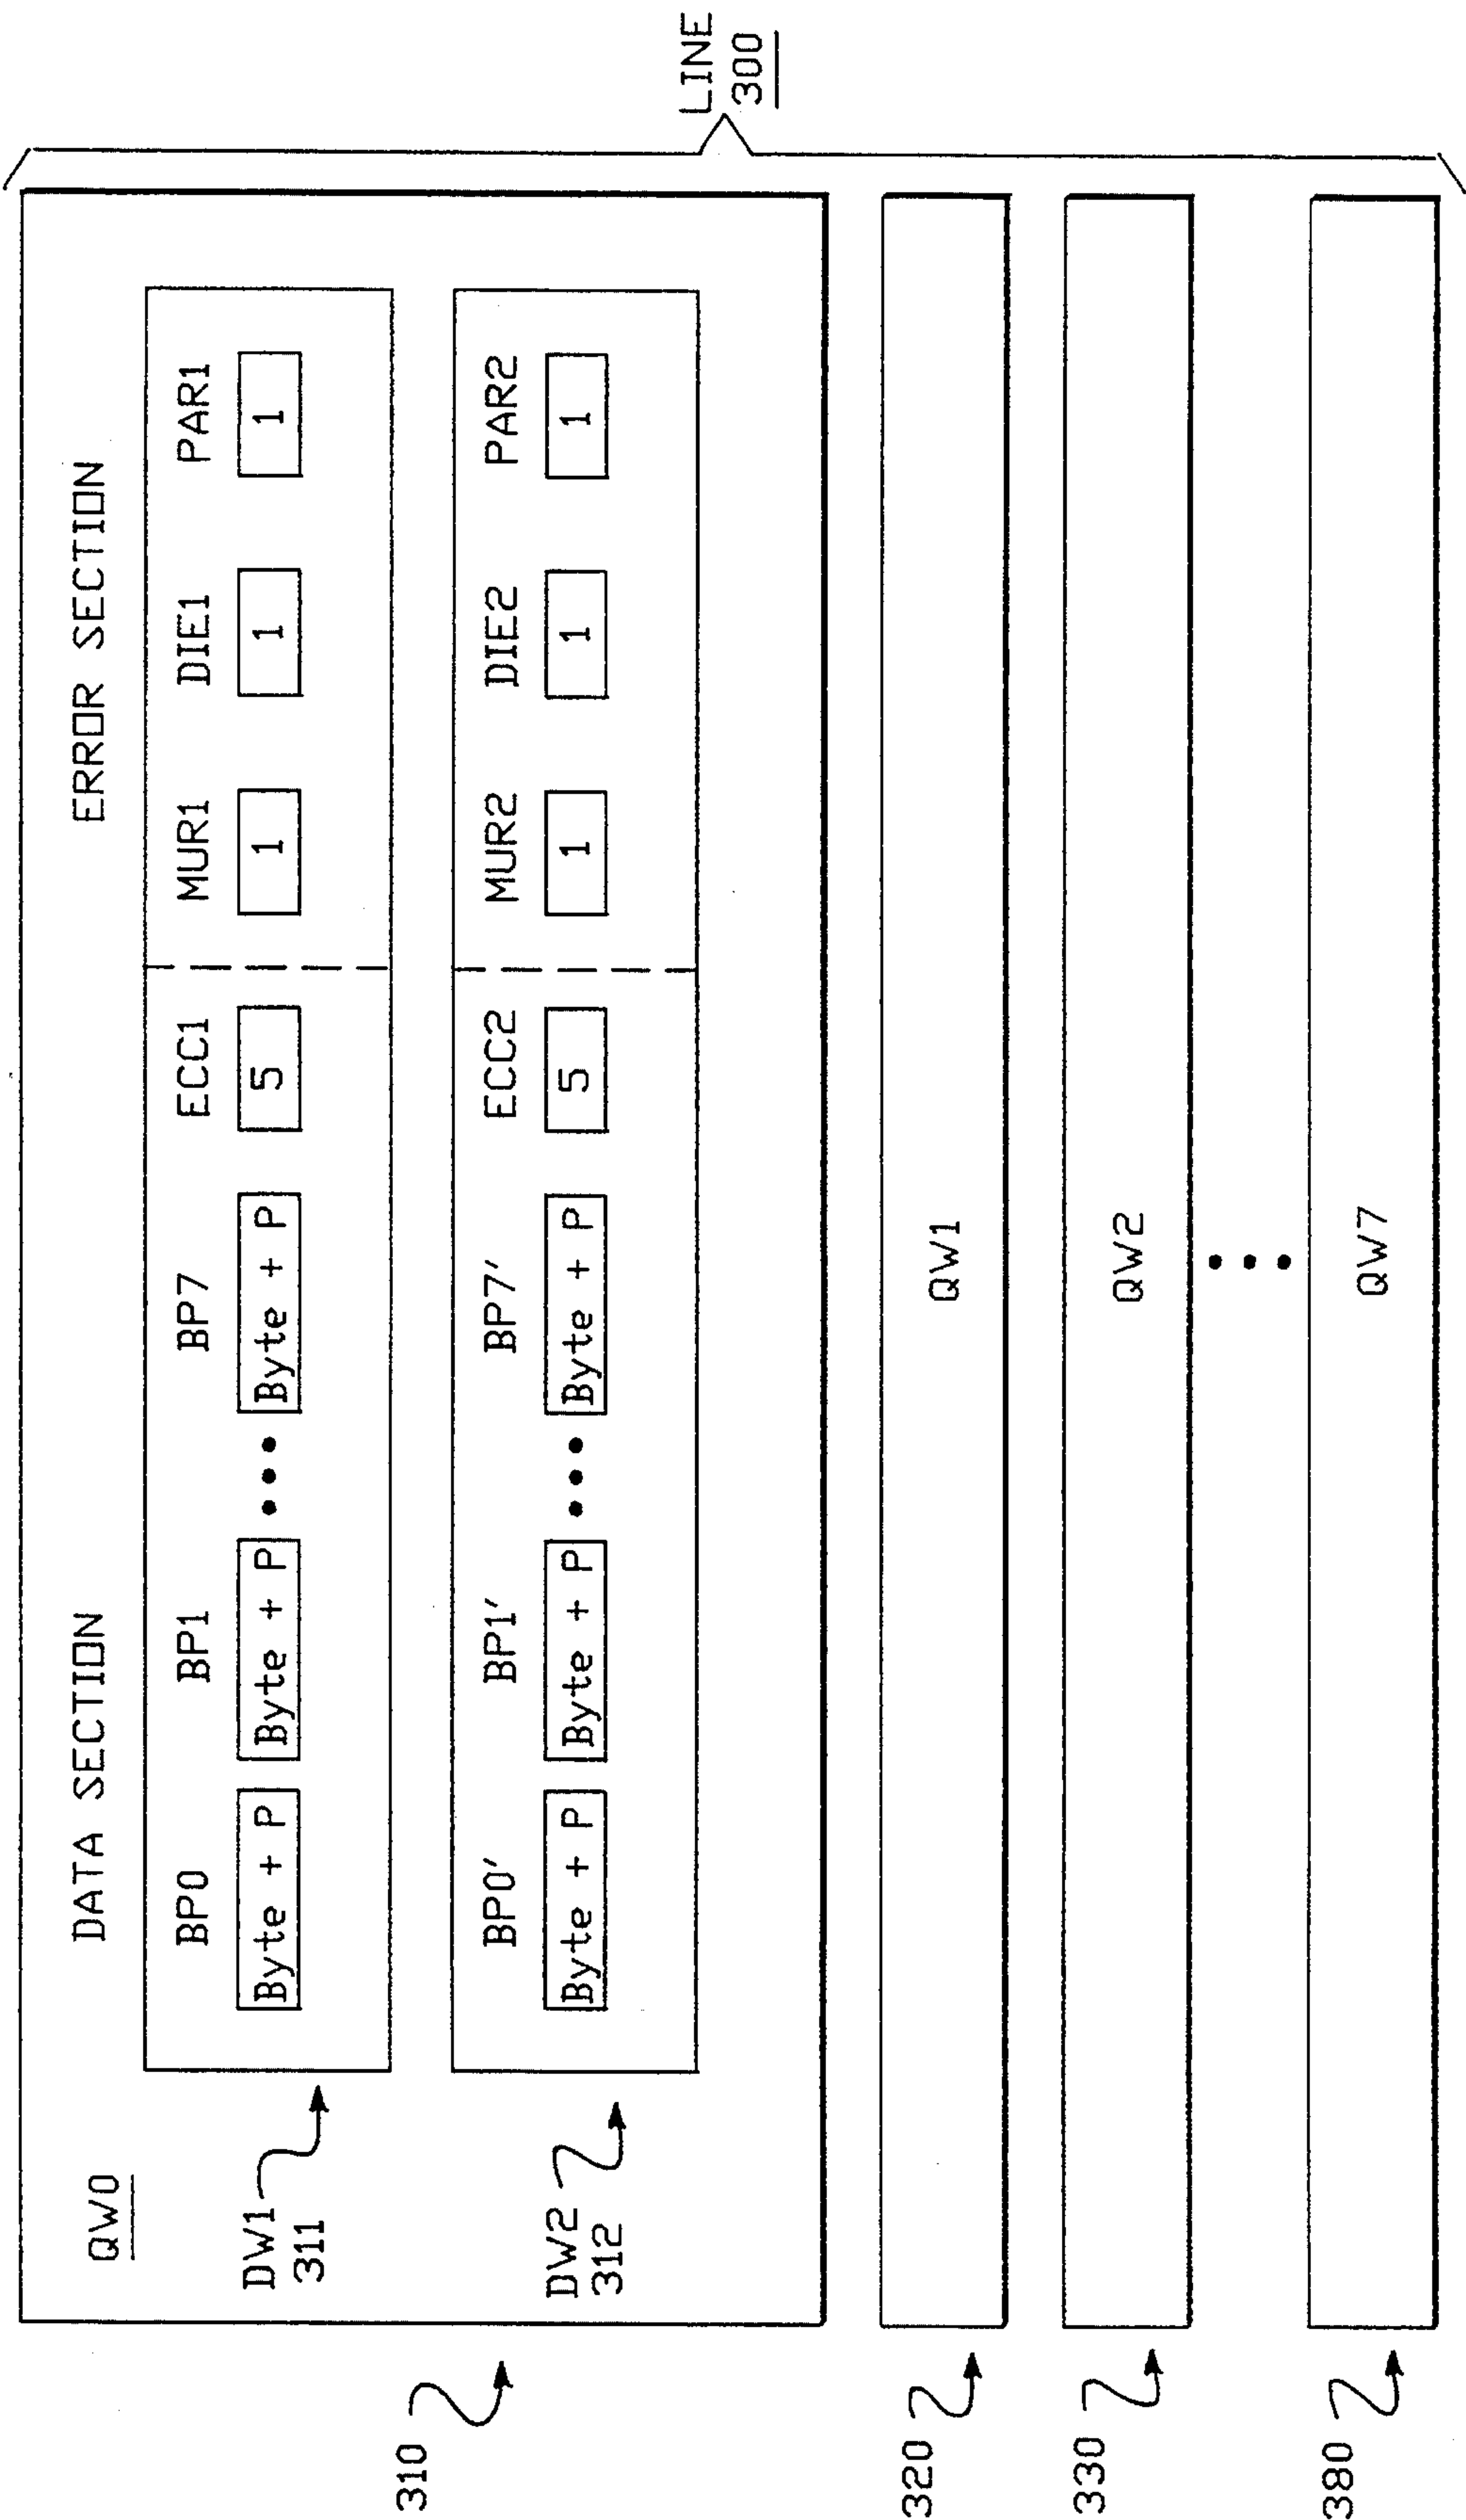 LINE
300
QW0
DATA SECTION
ERROR SECTION
DW1
311
BP0
BP1
BP7
ECC1
MUR1
DIE1
PAR1
Byte + P
Byte + P
Byte + P
5
1
1
1
DW2
312
BP0'
BP1'
BP7'
ECC2
MUR2
DIE2
PAR2
Byte + P
Byte + P
Byte + P
5
1
1
1
310
QW1
320
QW2
330
QW7
380